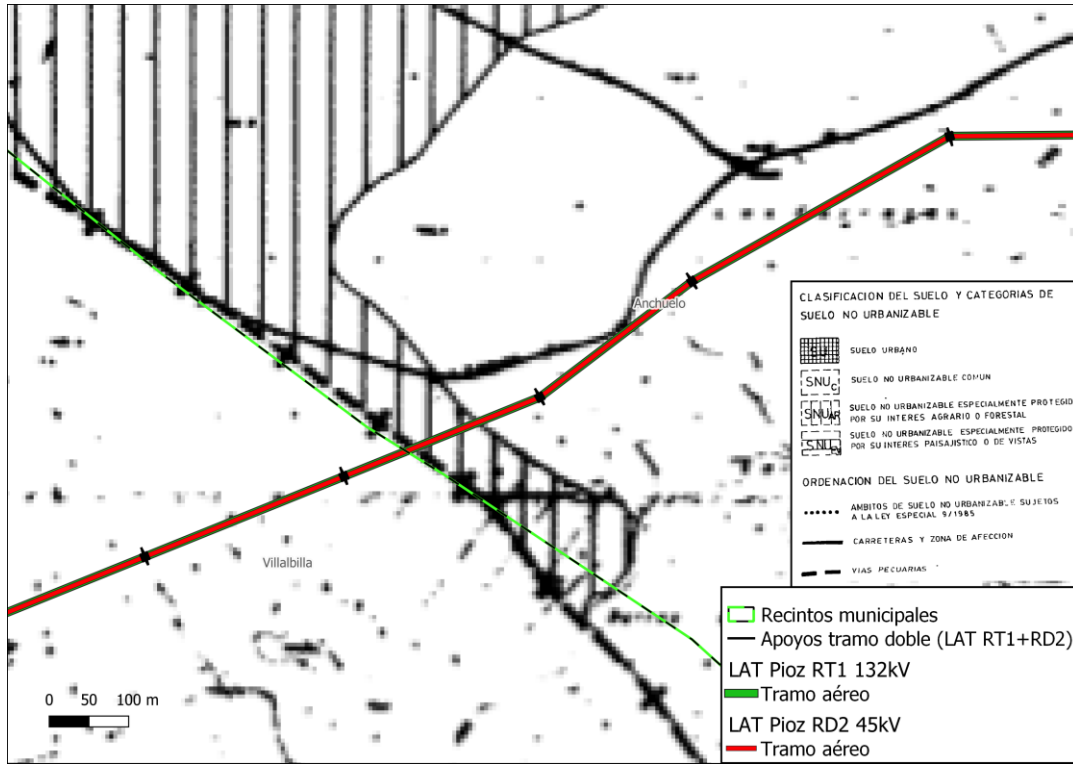 Anchuelo
Villalbilla
0 50 100 m
CLASIFICACION DEL SUELO Y CATEGORIAS DE
SUELO NO URBANIZABLE
SU SUELO URBANO
SNUC SUELO NO URBANIZABLE COMUN
SNUAR SUELO NO URBANIZABLE ESPECIALMENTE PROTEGIDO
POR SU INTERES AGRARIO O FORESTAL
SNU SUELO NO URBANIZABLE ESPECIALMENTE PROTEGIDO
POR SU INTERES PAISAJISTICO O DE VISTAS
ORDENACION DEL SUELO NO URBANIZABLE
AMBITOS DE SUELO NO URBANIZABLE SUJETOS
A LA LEY ESPECIAL 9/1985
CARRETERAS Y ZONA DE AFECCION
VIAS PECUARIAS
Recintos municipales
Apoyos tramo doble (LAT RT1+RD2)
LAT Pioz RT1 132kV
Tramo aéreo
LAT Pioz RD2 45kV
Tramo aéreo